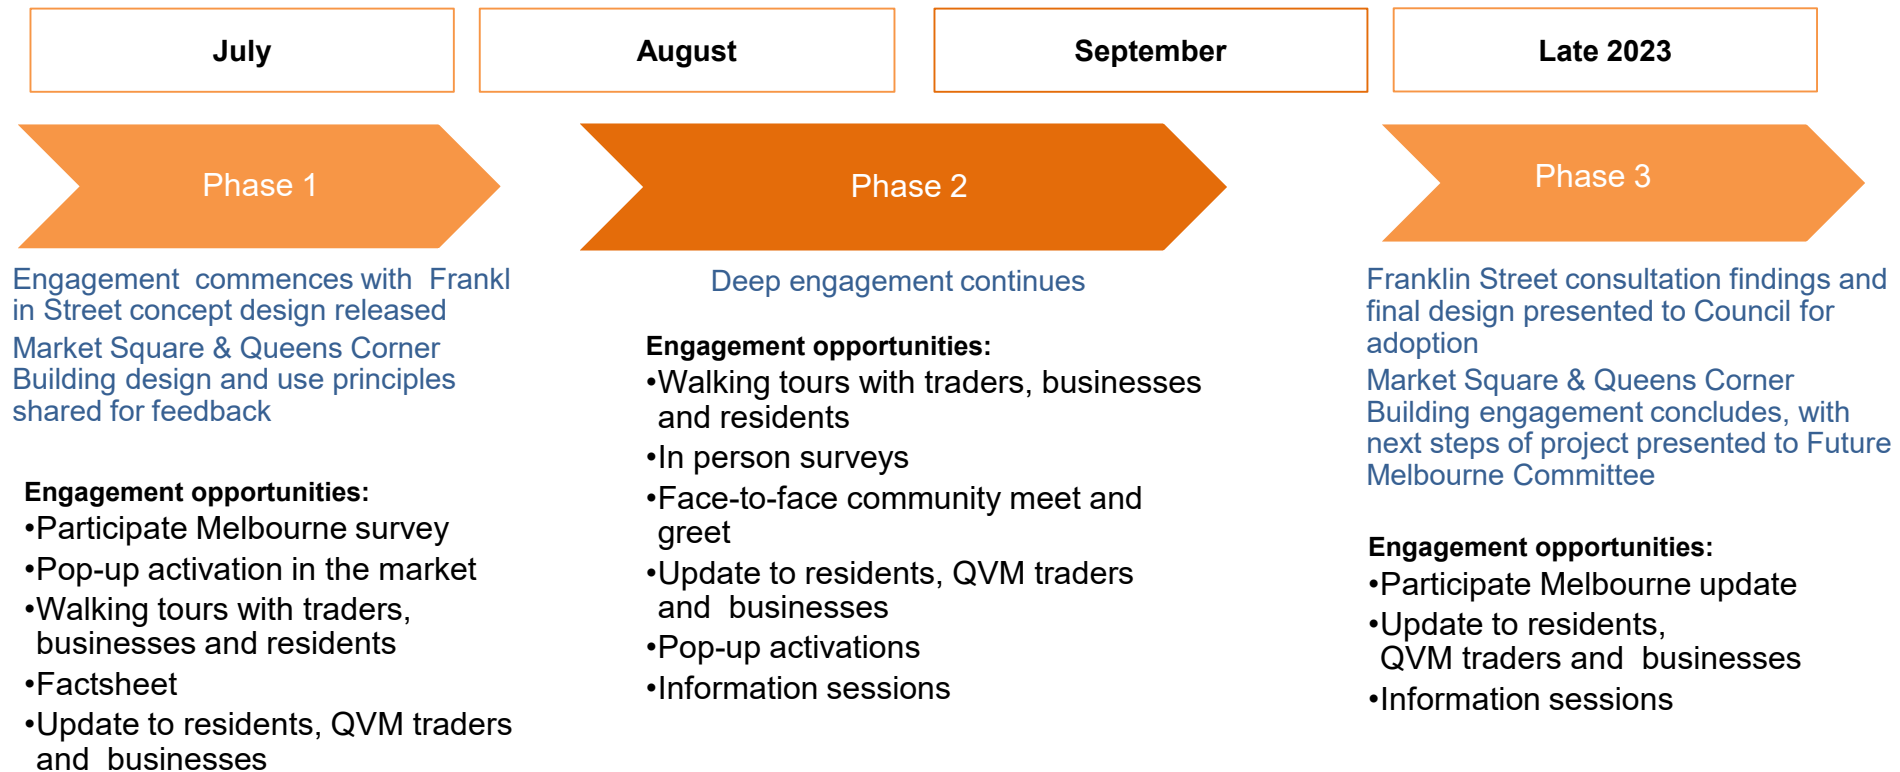 July
August
September
Late 2023
Phase 1
Phase 2
Phase 3
Engagement  commences with  Frankl
in Street concept design released
Market Square & Queens Corner
Building design and use principles
shared for feedback
Engagement opportunities:
•Participate Melbourne survey
•Pop-up activation in the market
•Walking tours with traders,
businesses and residents
•Factsheet
•Update to residents, QVM traders
and  businesses
Deep engagement continues
Engagement opportunities:
•Walking tours with traders, businesses
and residents
•In person surveys
•Face-to-face community meet and
greet
•Update to residents, QVM traders
and  businesses
•Pop-up activations
•Information sessions
Franklin Street consultation findings and
final design presented to Council for
adoption
Market Square & Queens Corner
Building engagement concludes, with
next steps of project presented to Future
Melbourne Committee
Engagement opportunities:
•Participate Melbourne update
•Update to residents,
QVM traders and  businesses
•Information sessions